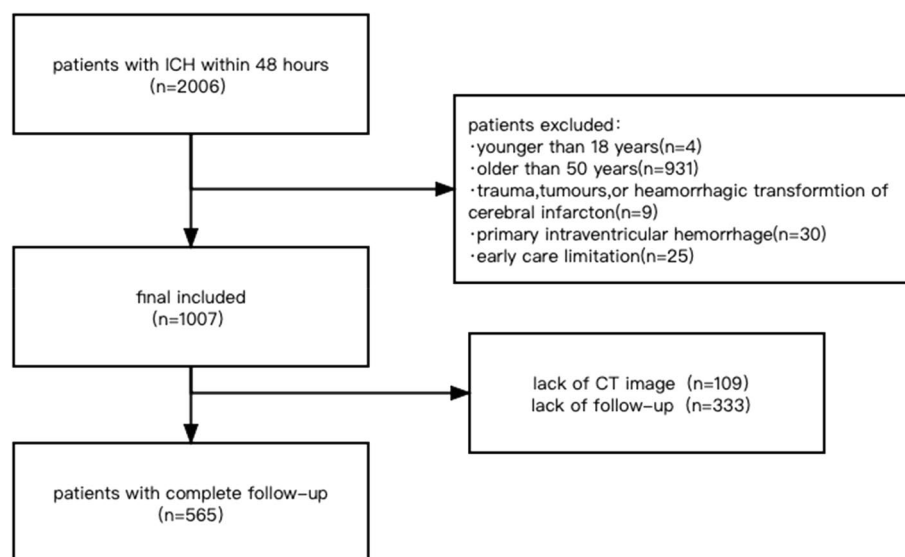 patients with ICH within 48 hours
(n=2006)
patients excluded:
·younger than 18 years(n=4)
·older than 50 years(n=931)
·trauma,tumours,or heamorrhagic transformtion of
cerebral infarcton(n=9)
·primary intraventricular hemorrhage(n=30)
·early care limitation(n=25)
final included
(n=1007)
lack of CT image (n=109)
lack of follow-up (n=333)
patients with complete follow-up
(n=565)